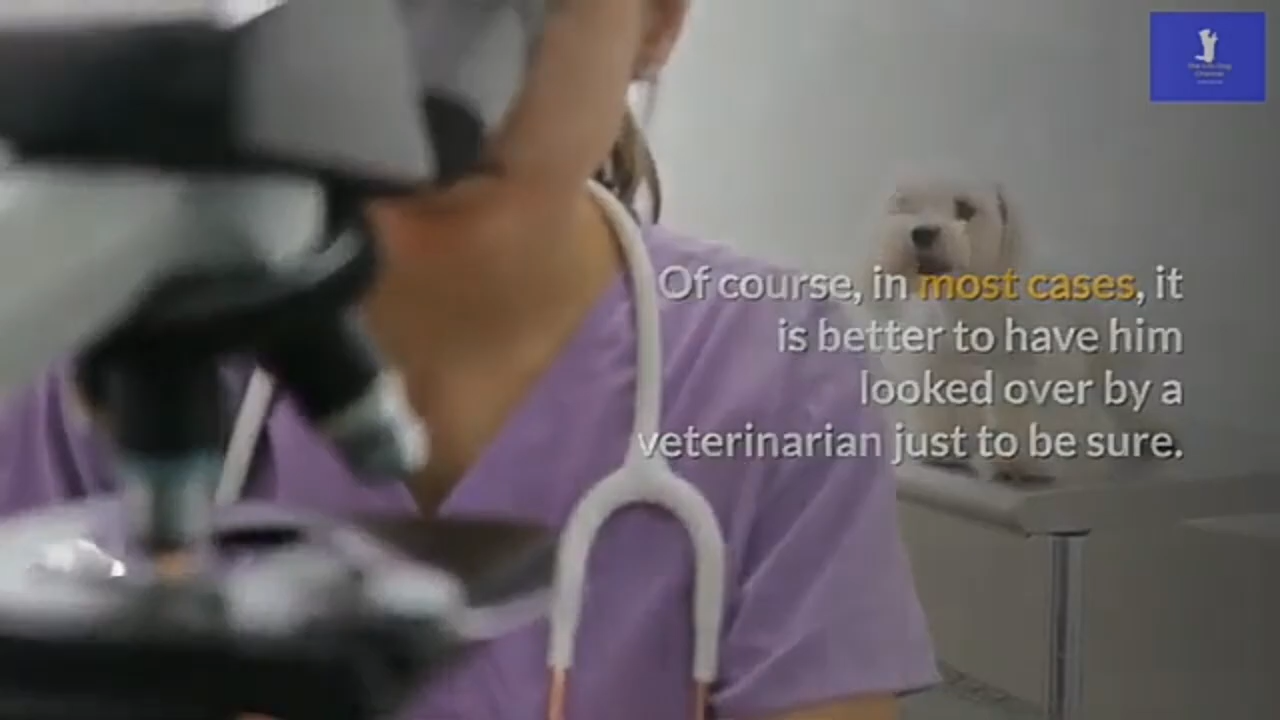 Of course, in most cases, it
is better to have him
looked over by a
veterinarian just to be sure.